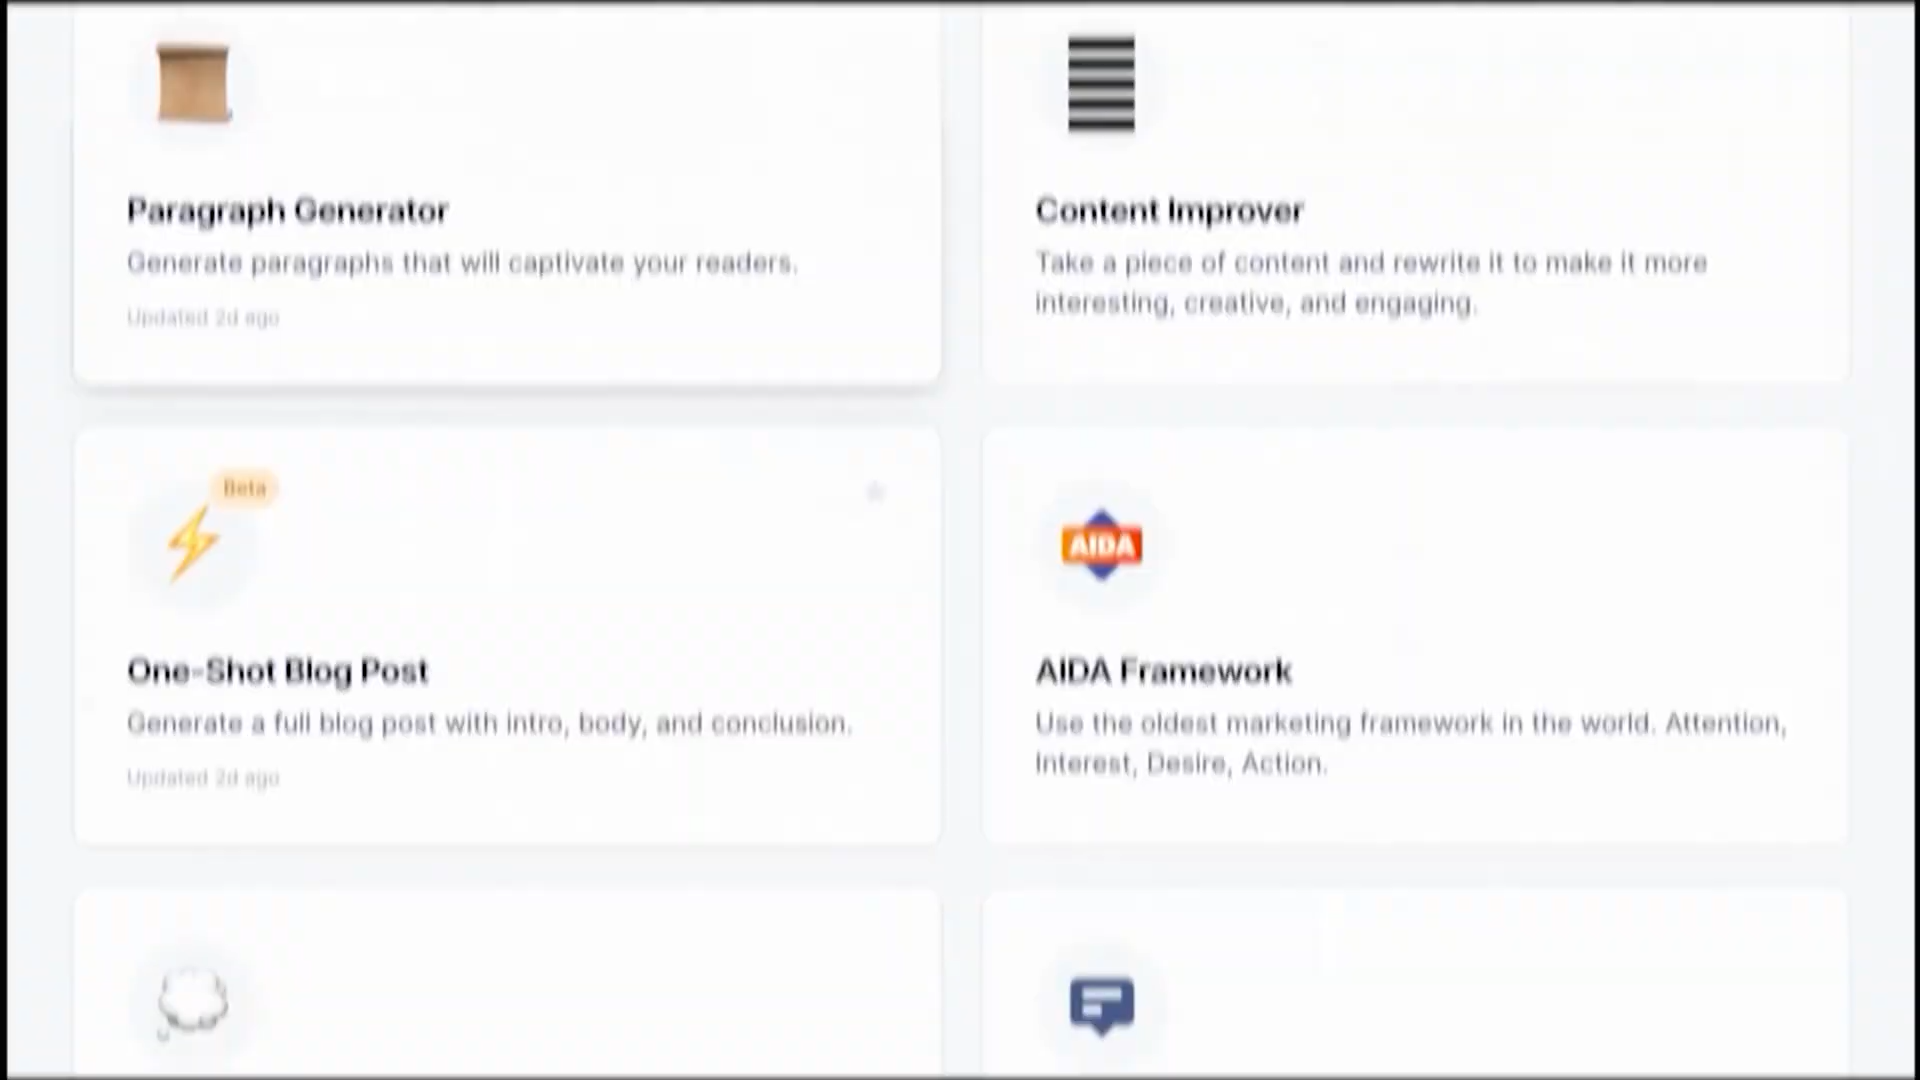 Paragraph Generator
Generate paragraphs that will captivate your readers.
Updated 2d ago
Content Improver
Take a piece of content and rewrite it to make it more
interesting, creative, and engaging.
Beta
One-Shot Blog Post
Generate a full blog post with intro, body, and conclusion.
Updated 2d ago
AIDA
AIDA Framework
Use the oldest marketing framework in the world. Attention,
Interest, Desire, Action.